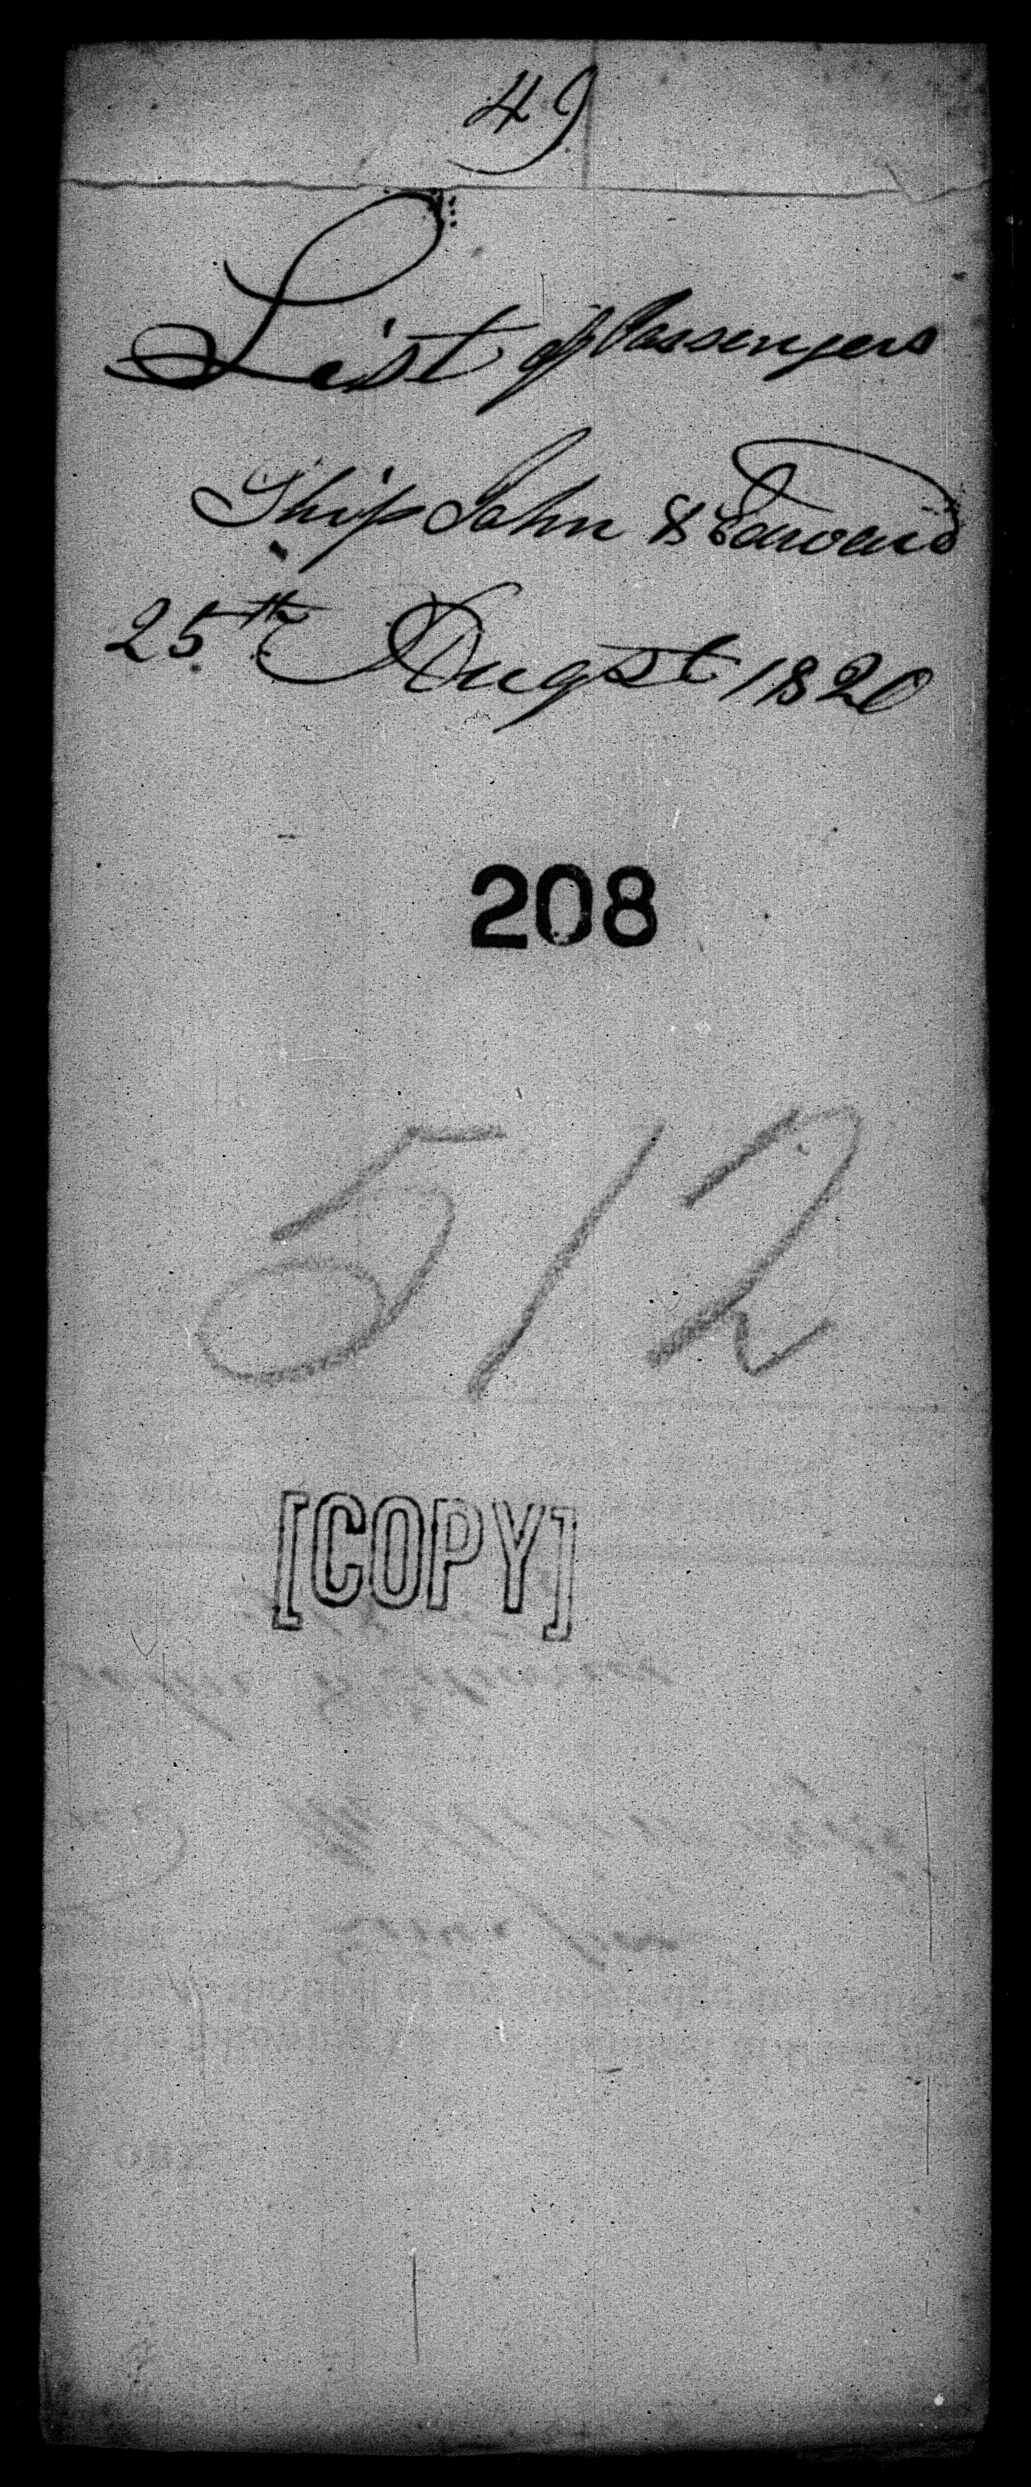 49
List of Passengers
Ship John & Edward
25th Augst 1820
208
512
[COPY]